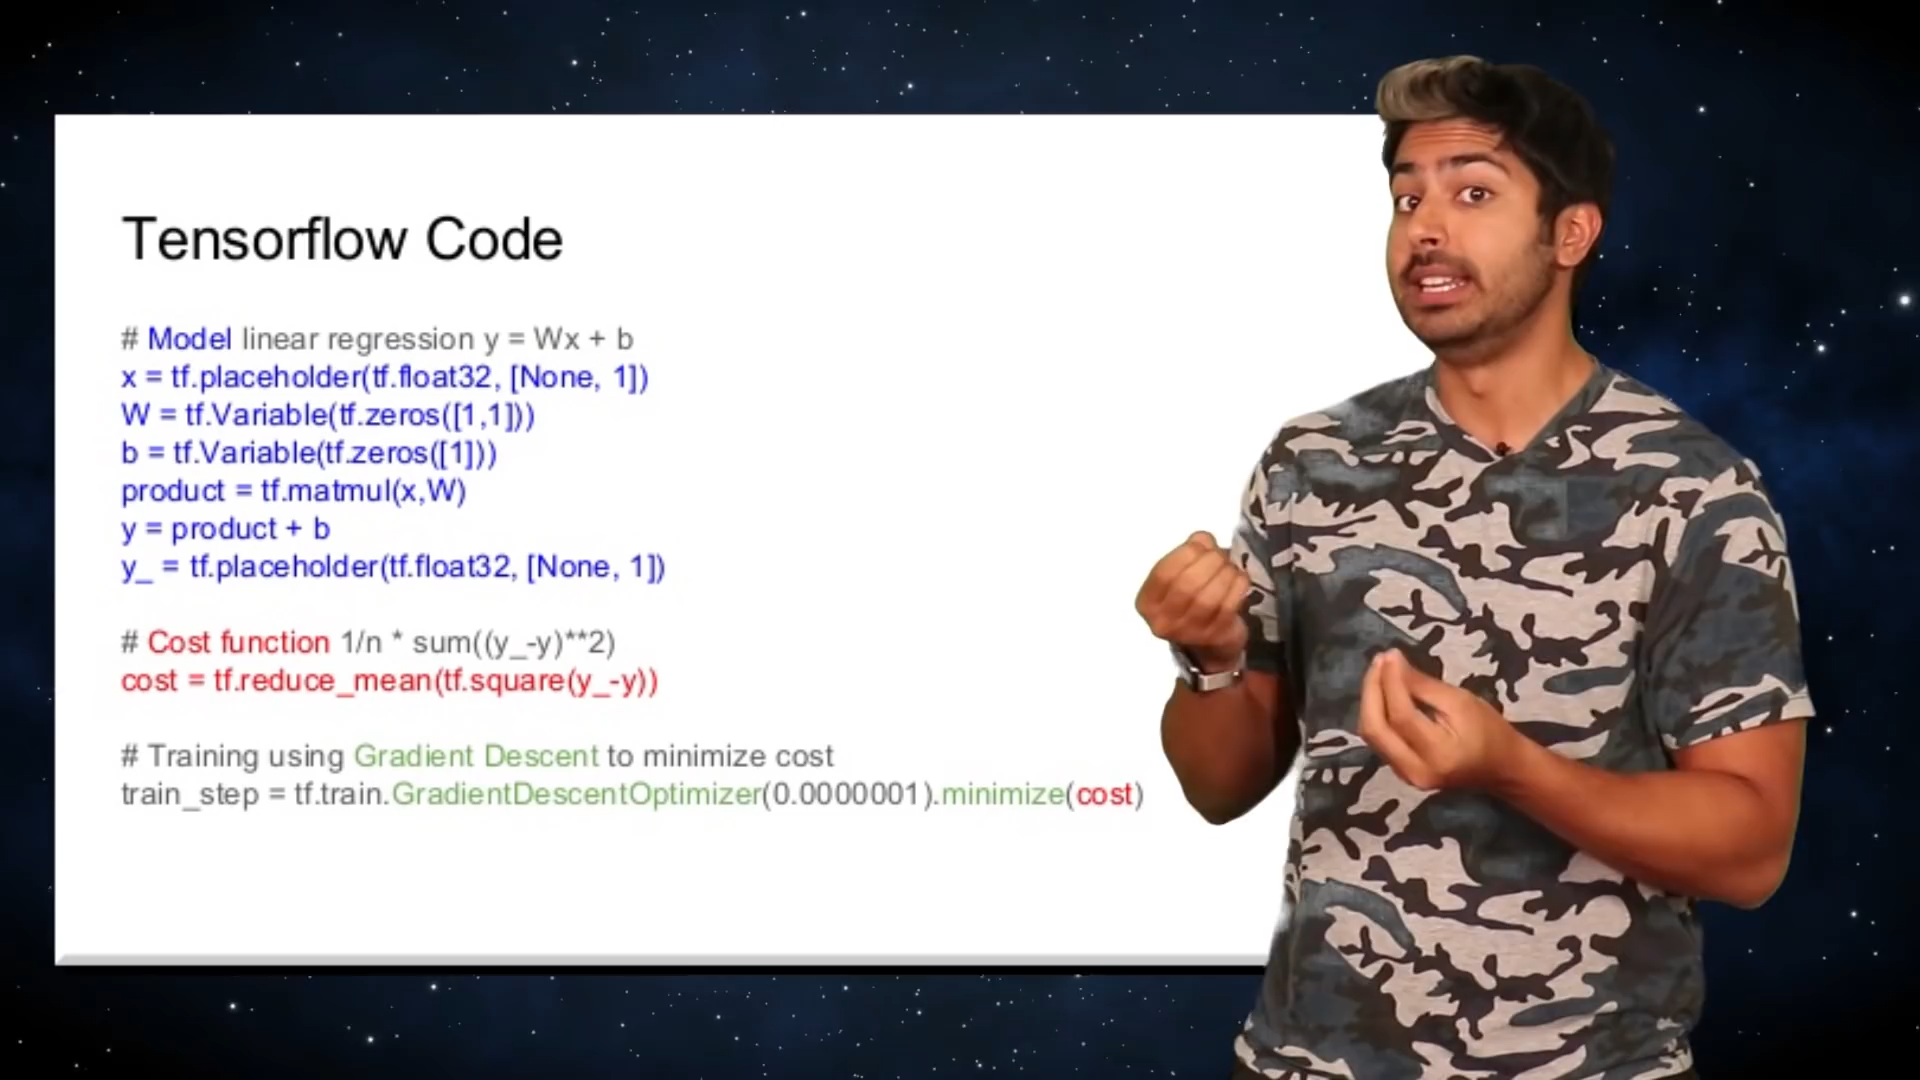 Tensorflow Code
# Model linear regression y = Wx + b
x = tf.placeholder(tf.float32, [None, 1])
W = tf.Variable(tf.zeros([1,1]))
b = tf.Variable(tf.zeros([1]))
product = tf.matmul(x,W)
y = product + b
y_ = tf.placeholder(tf.float32, [None, 1])
# Cost function 1/n * sum((y_-y)**2)
cost = tf.reduce_mean(tf.square(y_-y))
# Training using Gradient Descent to minimize cost
train_step = tf.train.GradientDescentOptimizer(0.0000001).minimize(cost)